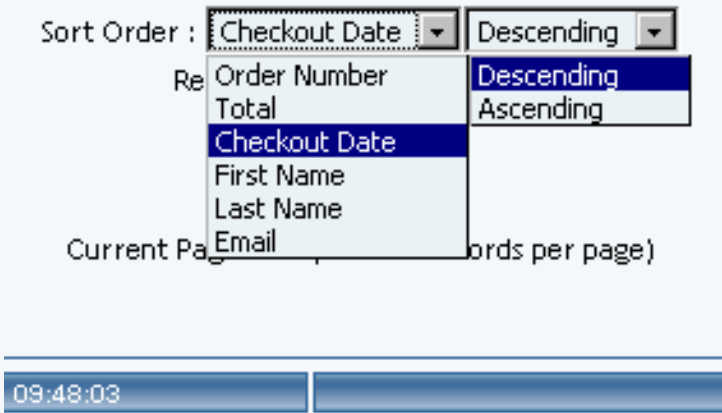 Sort Order : Checkout Date Descending
Re Order Number Descending
Total Ascending
Checkout Date
First Name
Last Name
Email
Current Pa ords per page)
09:48:03